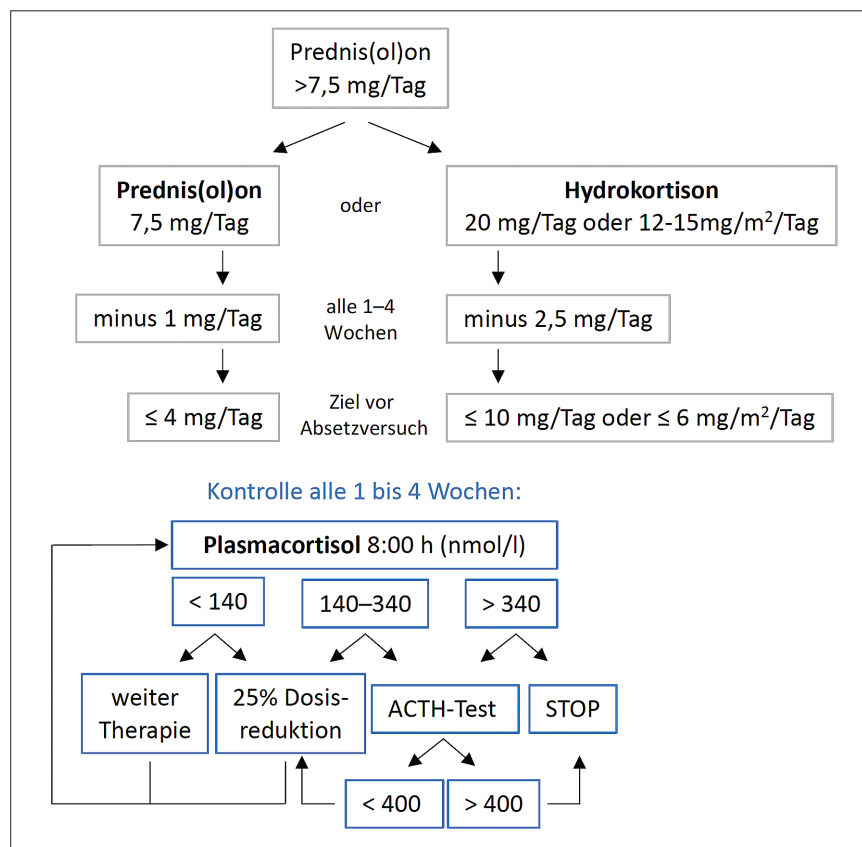 Prednis(ol)on
>7,5 mg/Tag
Prednis(ol)on
7,5 mg/Tag
oder
Hydrokortison
20 mg/Tag oder 12-15mg/m²/Tag
minus 1 mg/Tag
alle 1–4
Wochen
minus 2,5 mg/Tag
≤ 4 mg/Tag
Ziel vor
Absetzversuch
≤ 10 mg/Tag oder ≤ 6 mg/m²/Tag
Kontrolle alle 1 bis 4 Wochen:
Plasmacortisol 8:00 h (nmol/l)
< 140
140–340
> 340
weiter
Therapie
25% Dosis-
reduktion
ACTH-Test
STOP
< 400
> 400